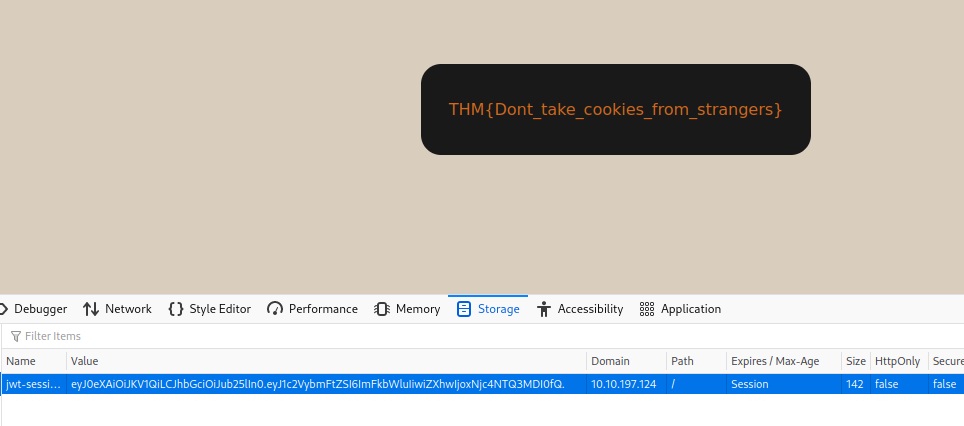 THM{Dont_take_cookies_from_strangers}
Debugger Network Style Editor Performance Memory Storage Accessibility Application
Filter Items
Name Value Domain Path Expires / Max-Age Size HttpOnly Secure
jwt-sessi... eyJ0eXAiOiJKV1QiLCJhbGciOiJub25lIn0.eyJ1c2VybmFtZSI6ImFkbWluIiwiZXhwIjoxNjc4NTQ3MDI0fQ. 10.10.197.124 / Session 142 false false